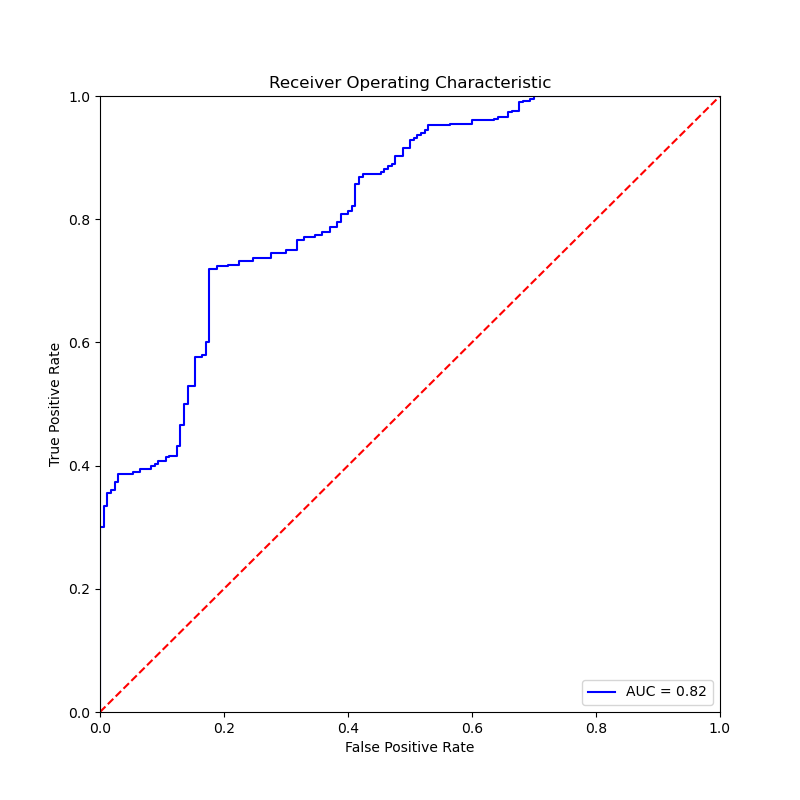 Receiver Operating Characteristic
1.0
0.8
0.6
0.4
0.2
0.0
True Positive Rate
AUC = 0.82
0.0 0.2 0.4 0.6 0.8 1.0
False Positive Rate